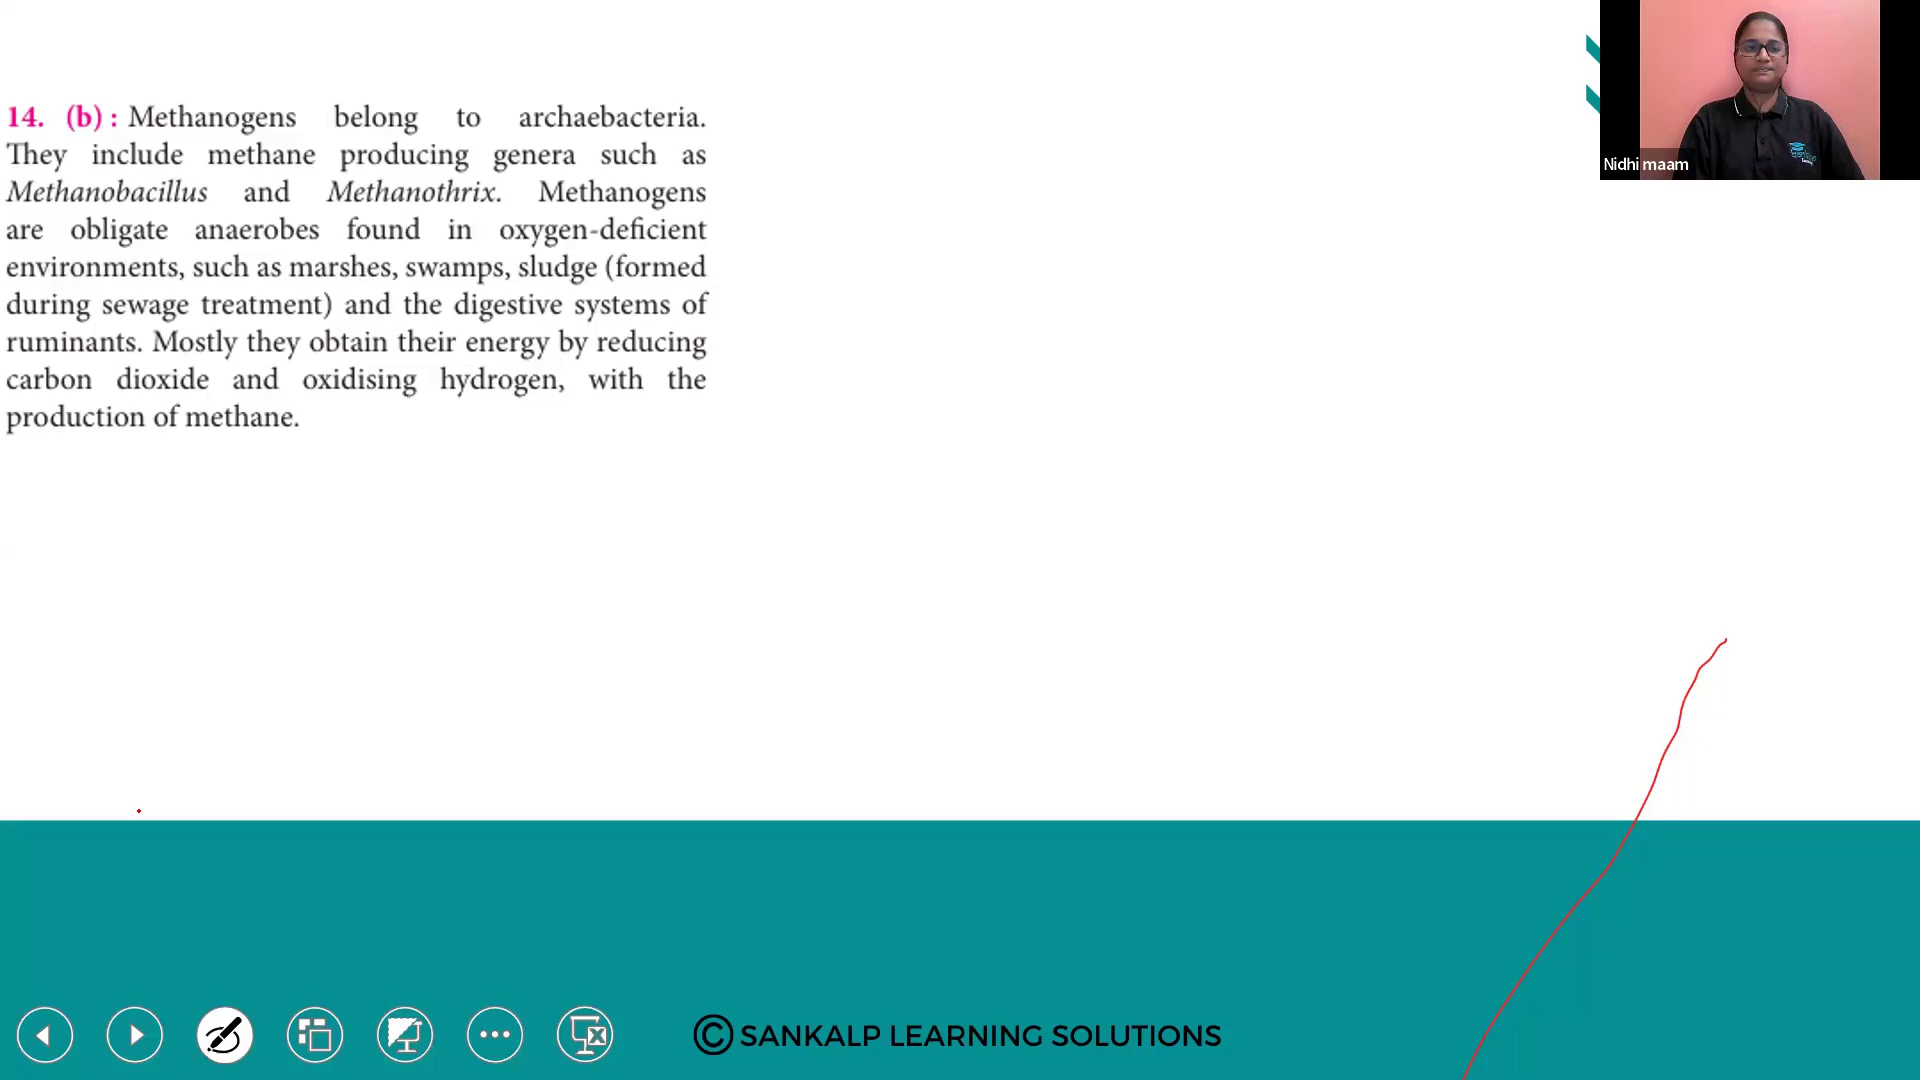 14. (b) : Methanogens belong to archaebacteria.
They include methane producing genera such as
Methanobacillus and Methanothrix. Methanogens
are obligate anaerobes found in oxygen-deficient
environments, such as marshes, swamps, sludge (formed
during sewage treatment) and the digestive systems of
ruminants. Mostly they obtain their energy by reducing
carbon dioxide and oxidising hydrogen, with the
production of methane.
Nidhi maam
© SANKALP LEARNING SOLUTIONS